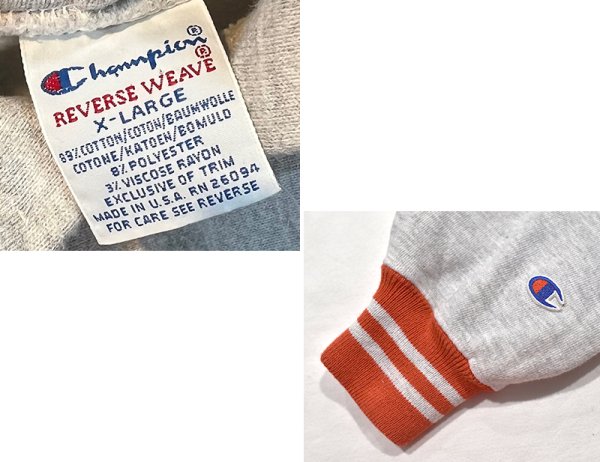 Champion®
REVERSE WEAVE®
X-LARGE
89% COTTON/COTON/BAUMWOLLE
COTONE/KATOEN/BOMULD
8% POLYESTER
3% VISCOSE RAYON
EXCLUSIVE OF TRIM
MADE IN U.S.A. RN 26094
FOR CARE SEE REVERSE